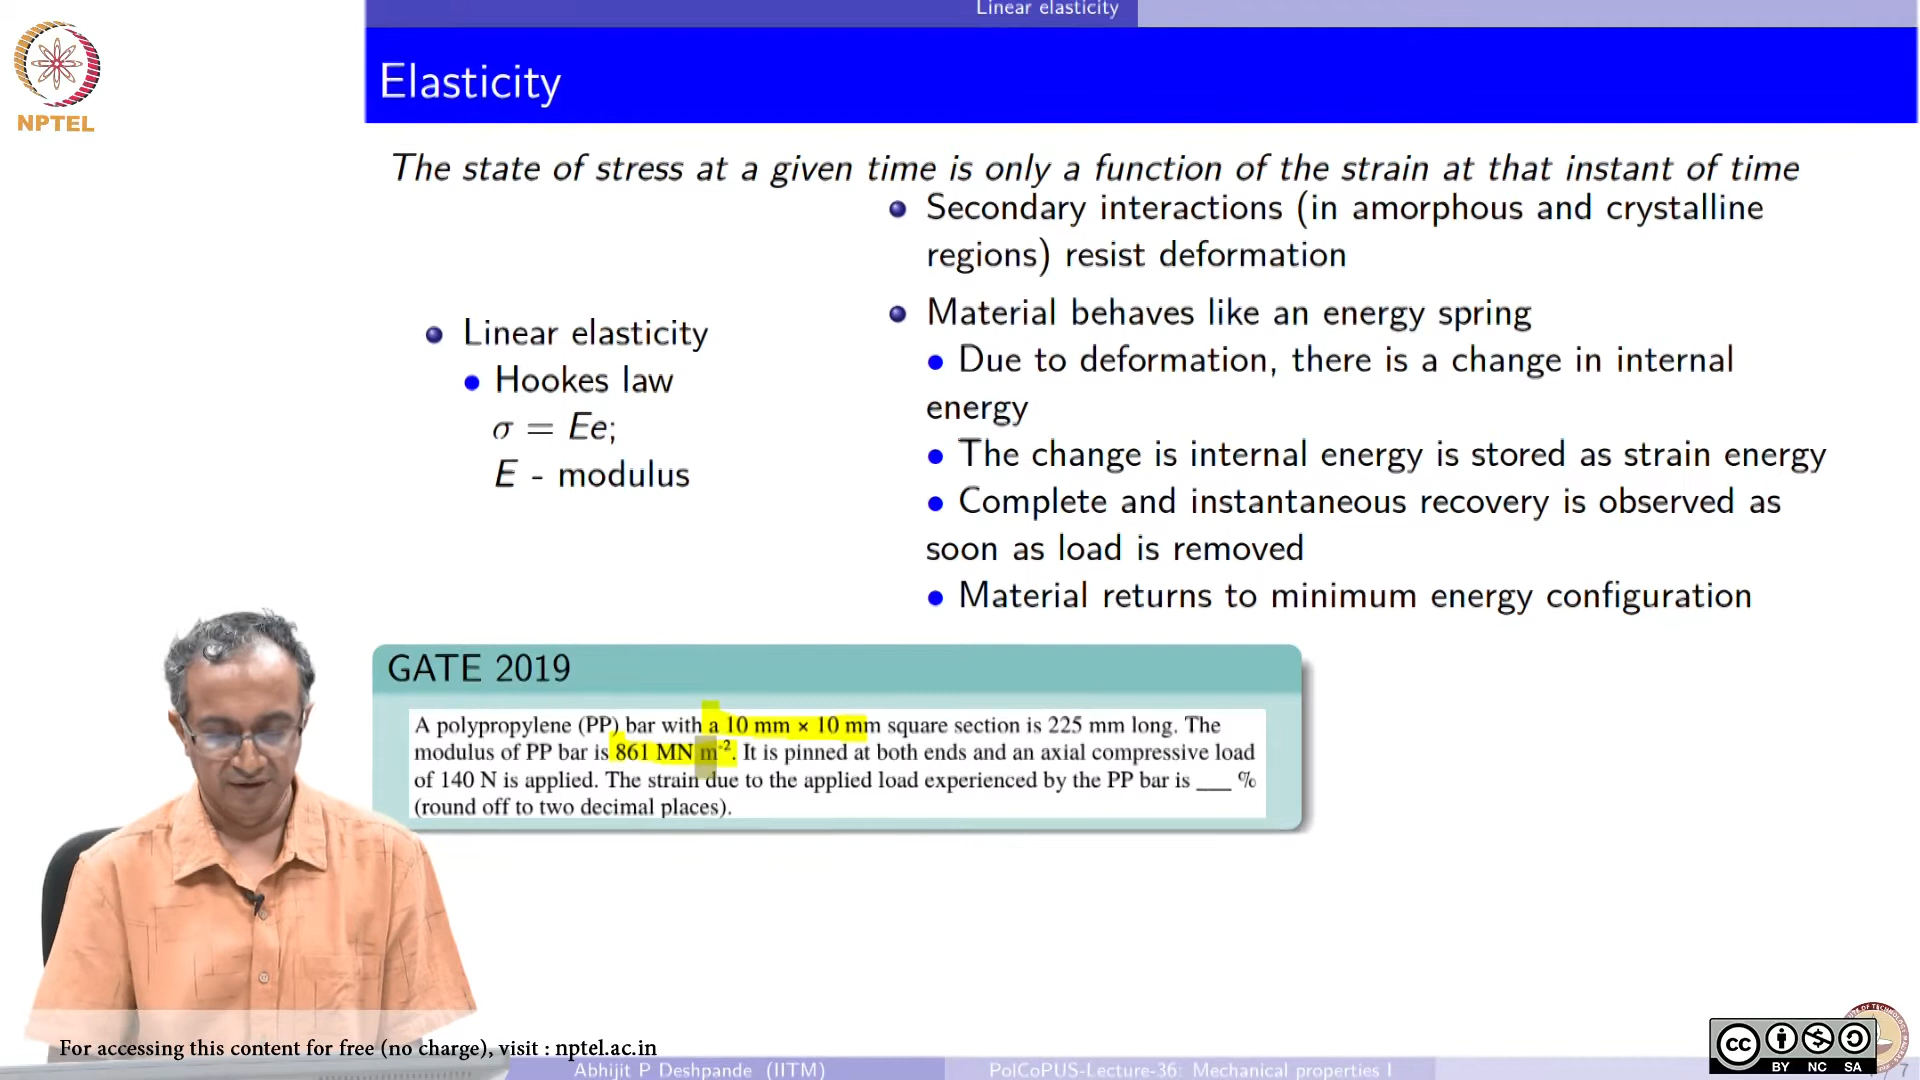 Linear elasticity
Elasticity
NPTEL
The state of stress at a given time is only a function of the strain at that instant of time
Linear elasticity
Hookes law
σ = Ee;
E - modulus
Secondary interactions (in amorphous and crystalline
regions) resist deformation
Material behaves like an energy spring
Due to deformation, there is a change in internal
energy
The change is internal energy is stored as strain energy
Complete and instantaneous recovery is observed as
soon as load is removed
Material returns to minimum energy configuration
GATE 2019
A polypropylene (PP) bar with a 10 mm × 10 mm square section is 225 mm long. The
modulus of PP bar is 861 MN m⁻². It is pinned at both ends and an axial compressive load
of 140 N is applied. The strain due to the applied load experienced by the PP bar is ___ %
(round off to two decimal places).
For accessing this content for free (no charge), visit : nptel.ac.in
Abhijit P Deshpande (IITM)
PolCoPUS-Lecture-36: Mechanical properties I
7
CC
BY NC SA